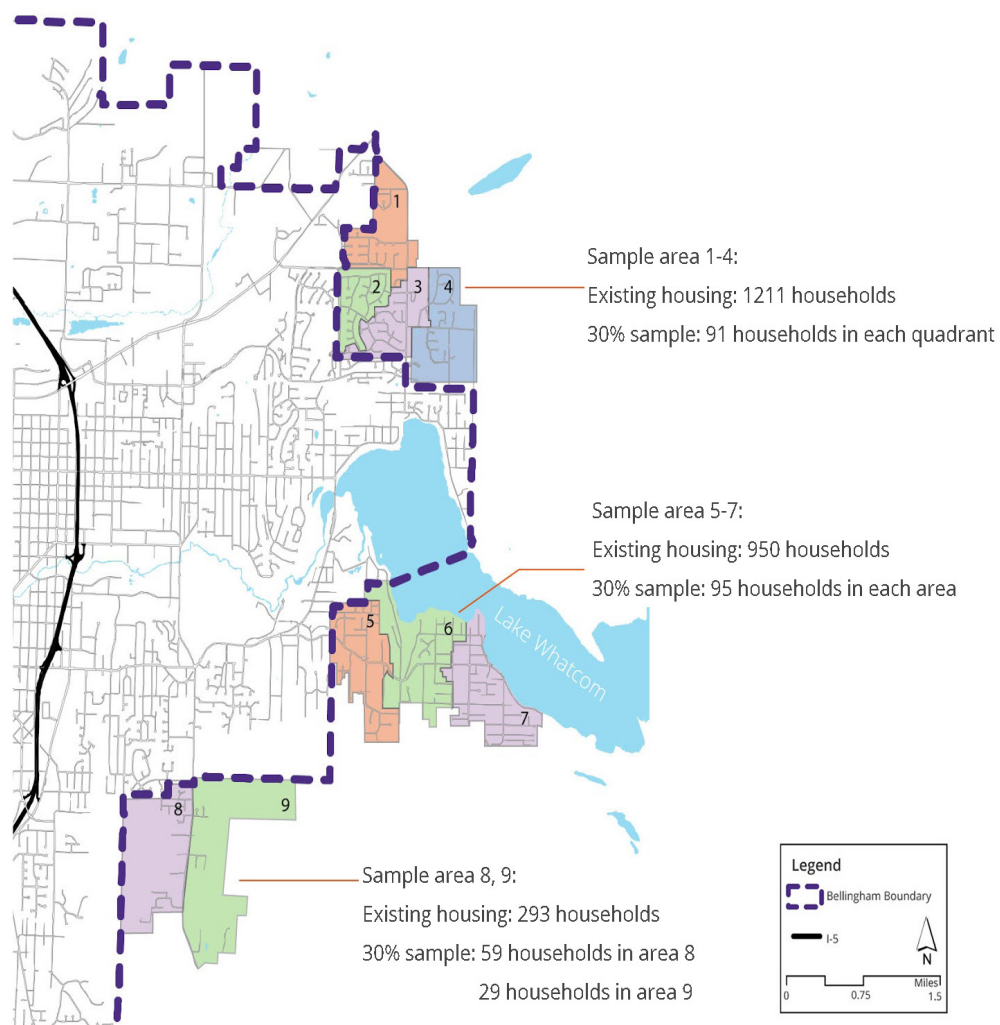 1
2
3
4
Sample area 1-4:
Existing housing: 1211 households
30% sample: 91 households in each quadrant
Sample area 5-7:
Existing housing: 950 households
30% sample: 95 households in each area
5
6
Lake Whatcom
7
8
9
Sample area 8, 9:
Existing housing: 293 households
30% sample: 59 households in area 8
29 households in area 9
Legend
Bellingham Boundary
I-5
N
Miles
0 0.75 1.5